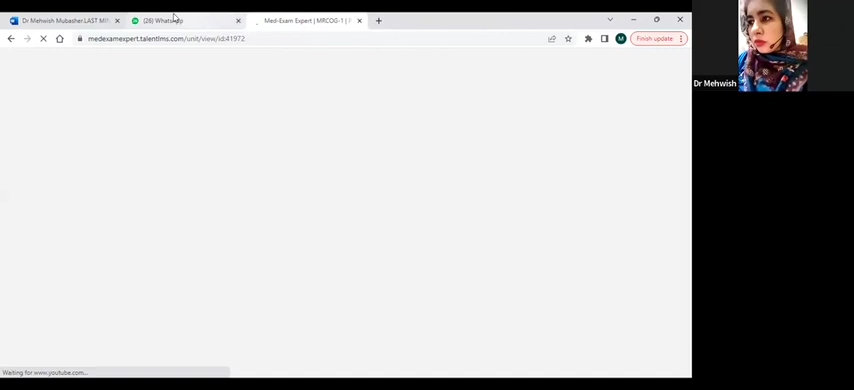 Dr Mehwish Mubasher.LAST MI
(26) WhatsApp
Med-Exam Expert | MRCOG-1 |
medexamexpert.talentlms.com/unit/view/id:41972
M
Finish update
Dr Mehwish
Waiting for www.youtube.com...